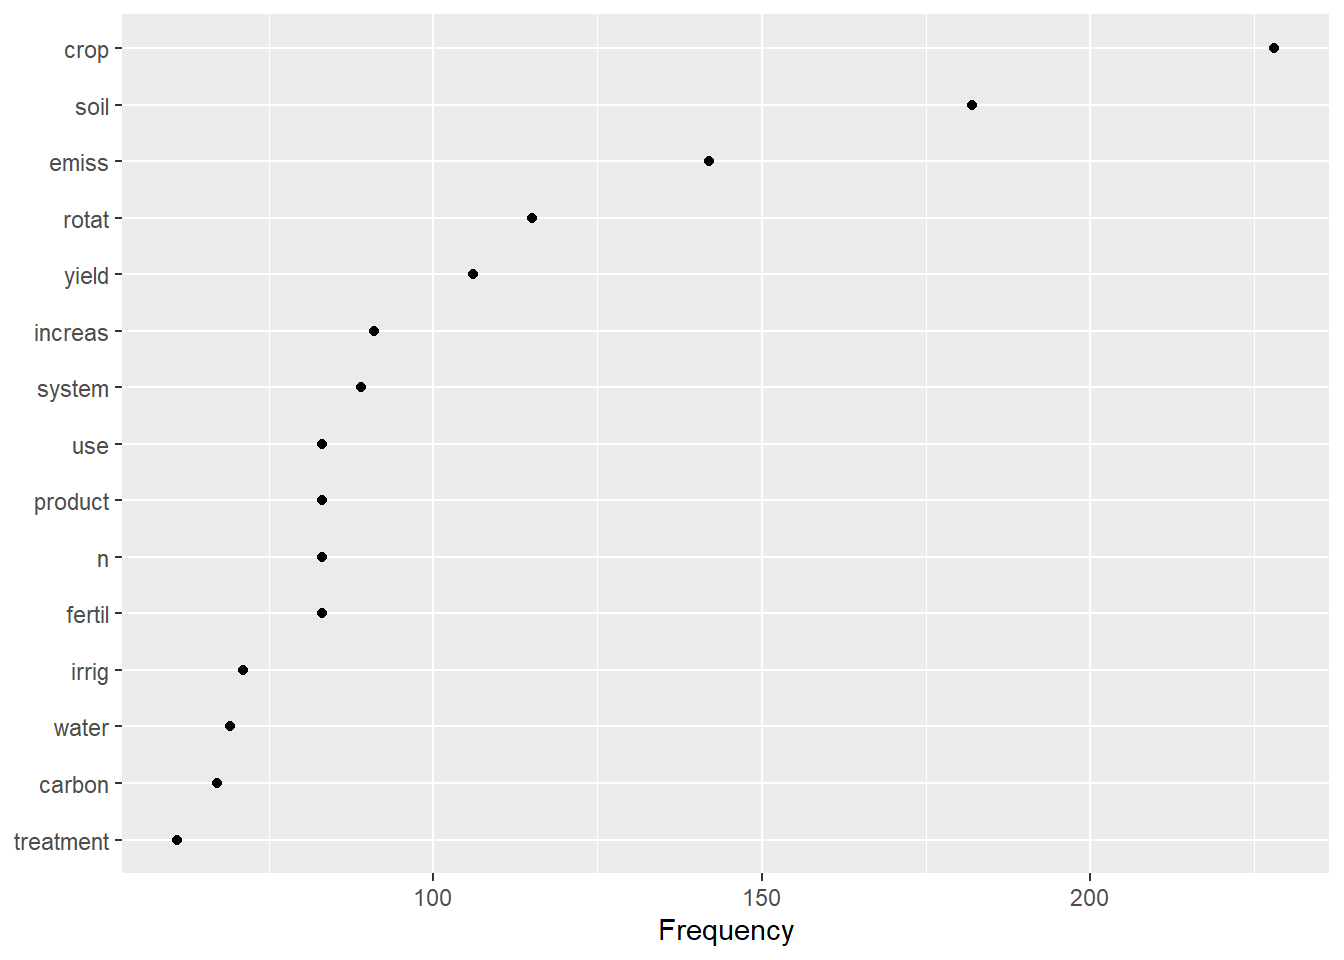 crop
soil
emiss
rotat
yield
increas
system
use
product
n
fertil
irrig
water
carbon
treatment
100 150 200
Frequency